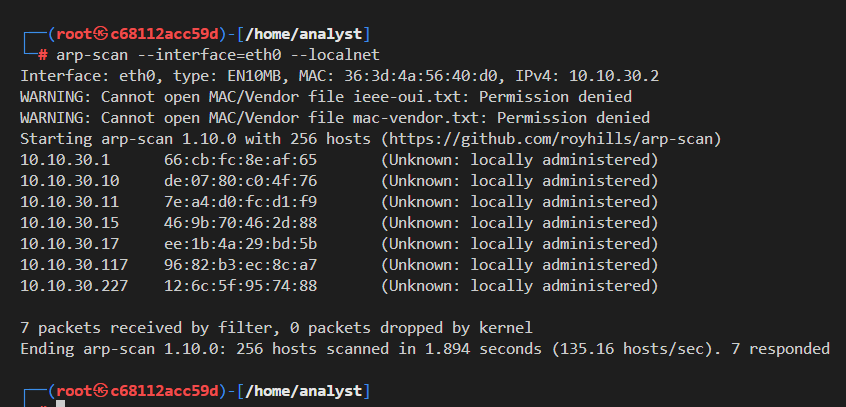 ┌──(root㉿c68112acc59d)-[/home/analyst]
└─# arp-scan --interface=eth0 --localnet
Interface: eth0, type: EN10MB, MAC: 36:3d:4a:56:40:d0, IPv4: 10.10.30.2
WARNING: Cannot open MAC/Vendor file ieee-oui.txt: Permission denied
WARNING: Cannot open MAC/Vendor file mac-vendor.txt: Permission denied
Starting arp-scan 1.10.0 with 256 hosts (https://github.com/royhills/arp-scan)
10.10.30.1	66:cb:fc:8e:af:65	(Unknown: locally administered)
10.10.30.10	de:07:80:c0:4f:76	(Unknown: locally administered)
10.10.30.11	7e:a4:d0:fc:d1:f9	(Unknown: locally administered)
10.10.30.15	46:9b:70:46:2d:88	(Unknown: locally administered)
10.10.30.17	ee:1b:4a:29:bd:5b	(Unknown: locally administered)
10.10.30.117	96:82:b3:ec:8c:a7	(Unknown: locally administered)
10.10.30.227	12:6c:5f:95:74:88	(Unknown: locally administered)

7 packets received by filter, 0 packets dropped by kernel
Ending arp-scan 1.10.0: 256 hosts scanned in 1.894 seconds (135.16 hosts/sec). 7 responded

┌──(root㉿c68112acc59d)-[/home/analyst]
└─#